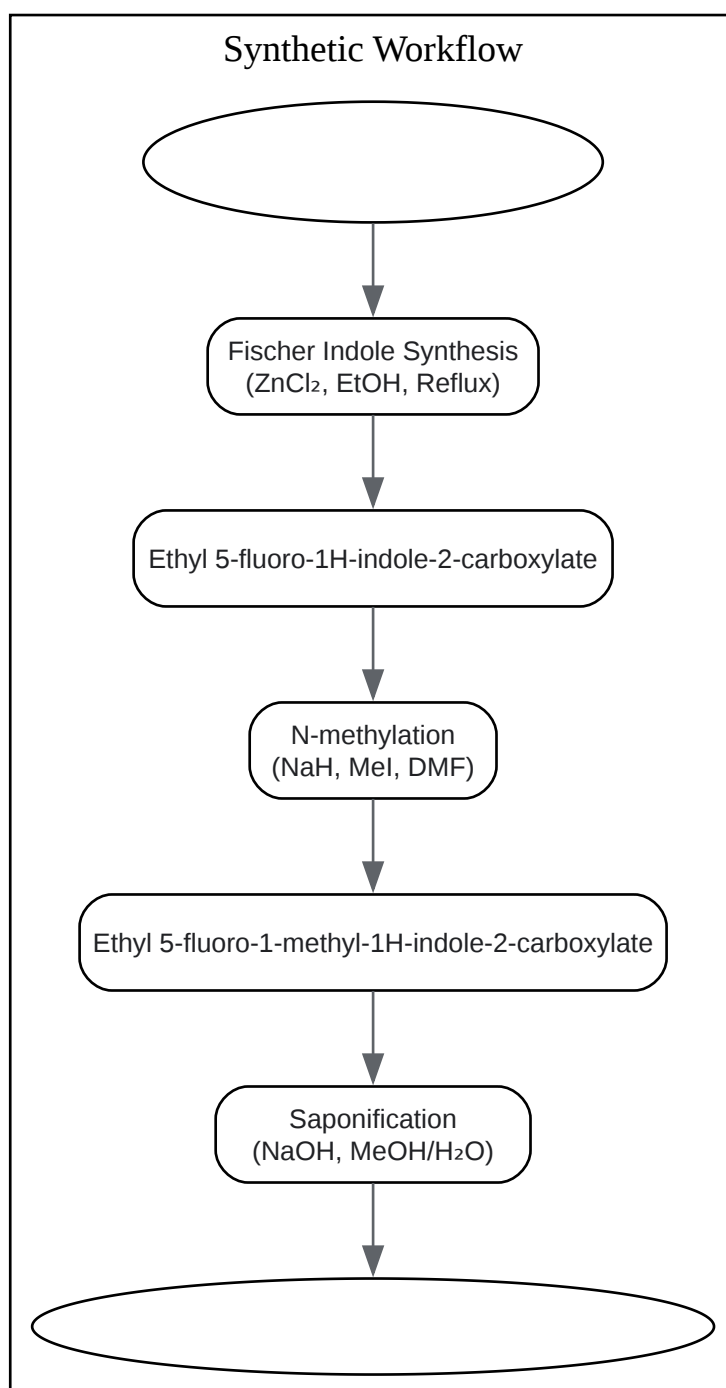 Synthetic Workflow
Fischer Indole Synthesis
(ZnCl₂, EtOH, Reflux)
Ethyl 5-fluoro-1H-indole-2-carboxylate
N-methylation
(NaH, MeI, DMF)
Ethyl 5-fluoro-1-methyl-1H-indole-2-carboxylate
Saponification
(NaOH, MeOH/H₂O)